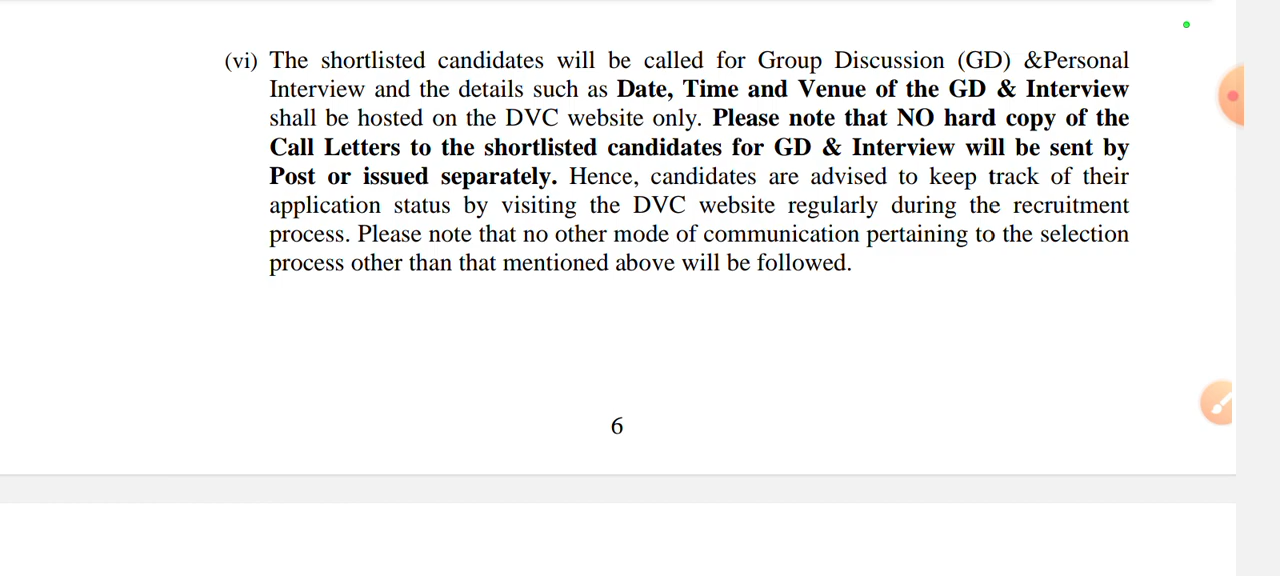 (vi) The shortlisted candidates will be called for Group Discussion (GD) &Personal
Interview and the details such as Date, Time and Venue of the GD & Interview
shall be hosted on the DVC website only. Please note that NO hard copy of the
Call Letters to the shortlisted candidates for GD & Interview will be sent by
Post or issued separately. Hence, candidates are advised to keep track of their
application status by visiting the DVC website regularly during the recruitment
process. Please note that no other mode of communication pertaining to the selection
process other than that mentioned above will be followed.
6